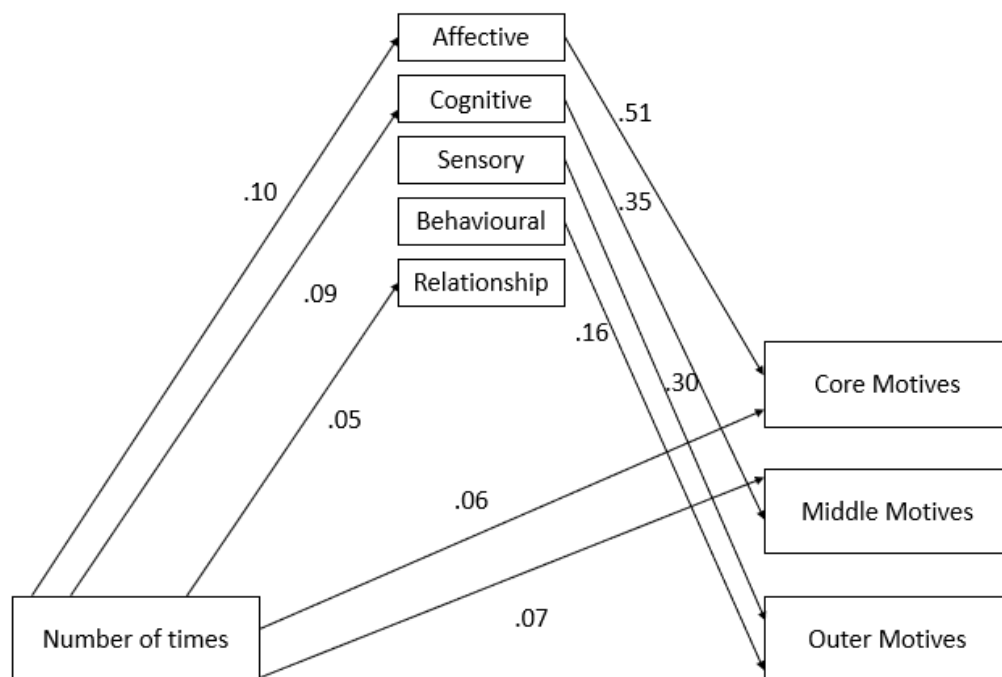 Affective
Cognitive
Sensory
Behavioural
Relationship
.10
.09
.05
.51
.35
.16
.30
.06
.07
Core Motives
Middle Motives
Outer Motives
Number of times